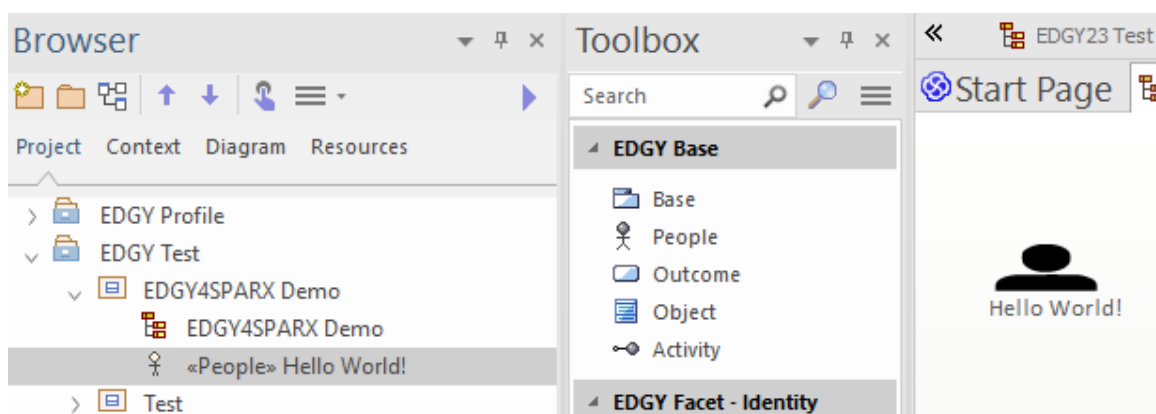 Browser
Project Context Diagram Resources
EDGY Profile
EDGY Test
EDGY4SPARX Demo
EDGY4SPARX Demo
«People» Hello World!
Test
Toolbox
Search
EDGY Base
Base
People
Outcome
Object
Activity
EDGY Facet - Identity
EDGY23 Test
Start Page
Hello World!